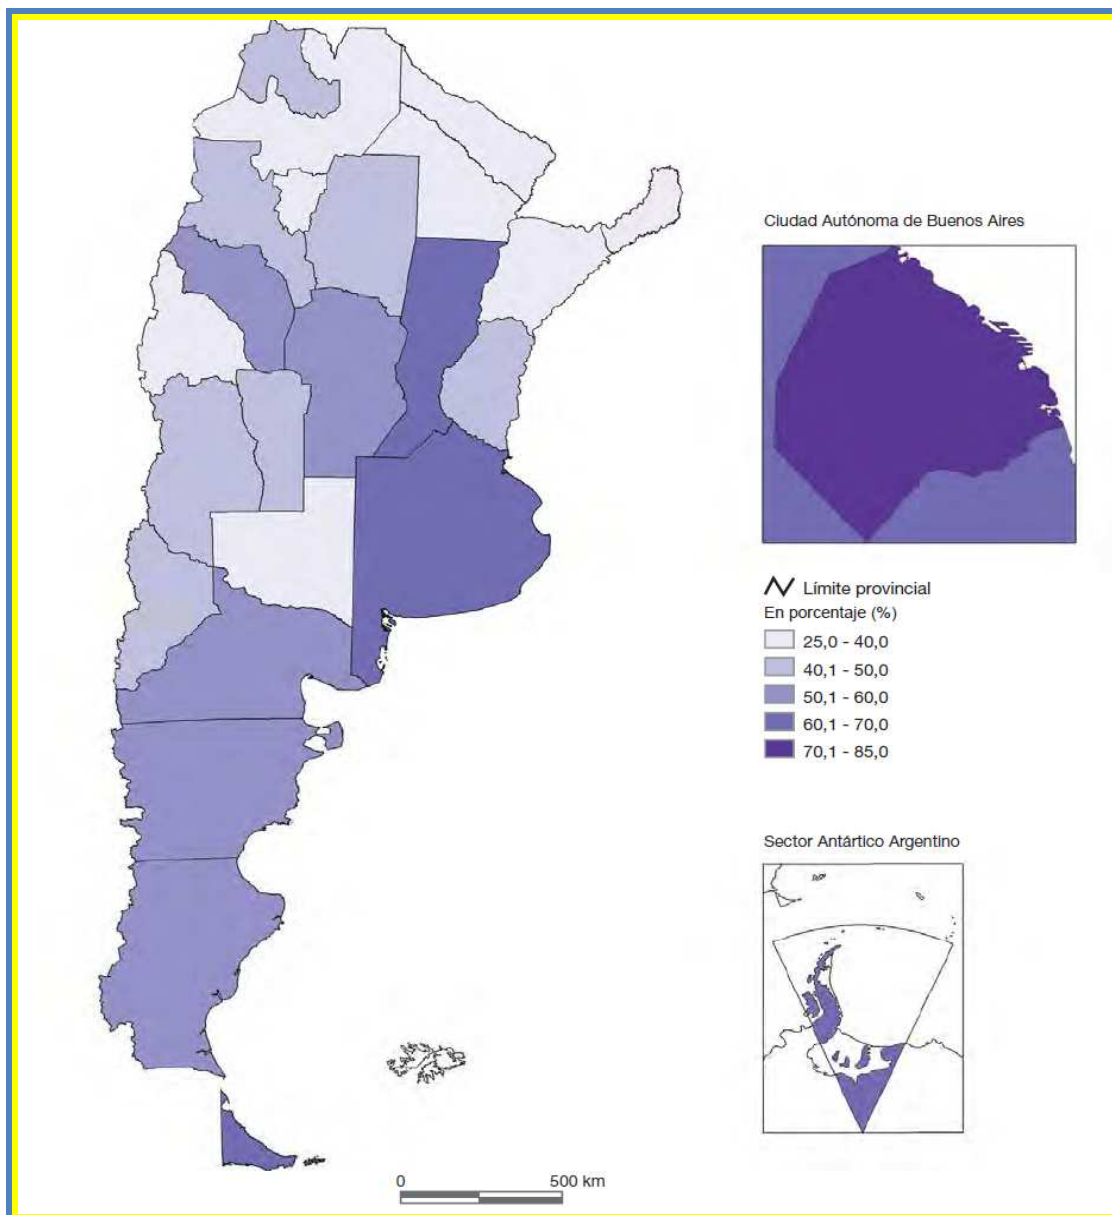 Ciudad Autónoma de Buenos Aires
Límite provincial
En porcentaje (%)
25,0 - 40,0
40,1 - 50,0
50,1 - 60,0
60,1 - 70,0
70,1 - 85,0
Sector Antártico Argentino
0 500 km